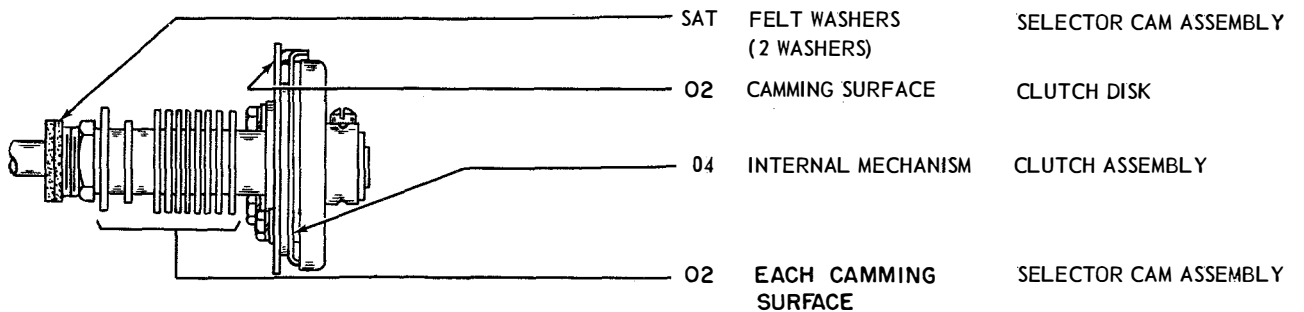 SAT FELT WASHERS SELECTOR CAM ASSEMBLY
(2 WASHERS)
O2 CAMMING SURFACE CLUTCH DISK
O4 INTERNAL MECHANISM CLUTCH ASSEMBLY
O2 EACH CAMMING SELECTOR CAM ASSEMBLY
SURFACE